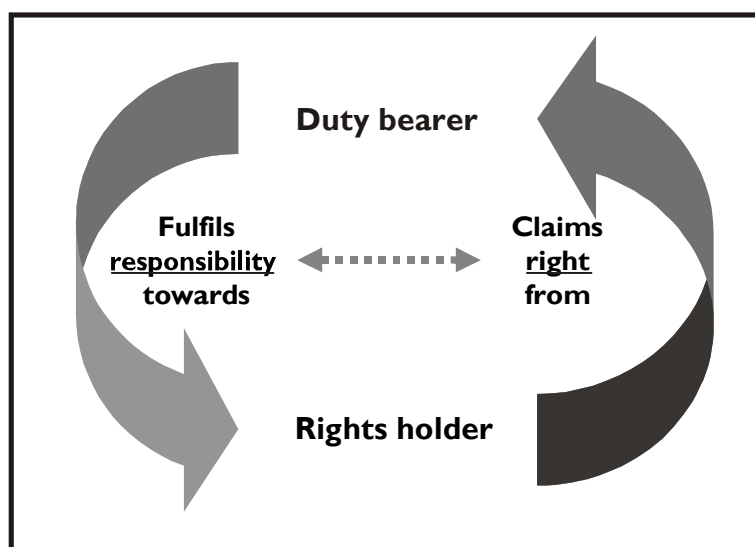 Duty bearer
Fulfils
responsibility
towards
Claims
right
from
Rights holder